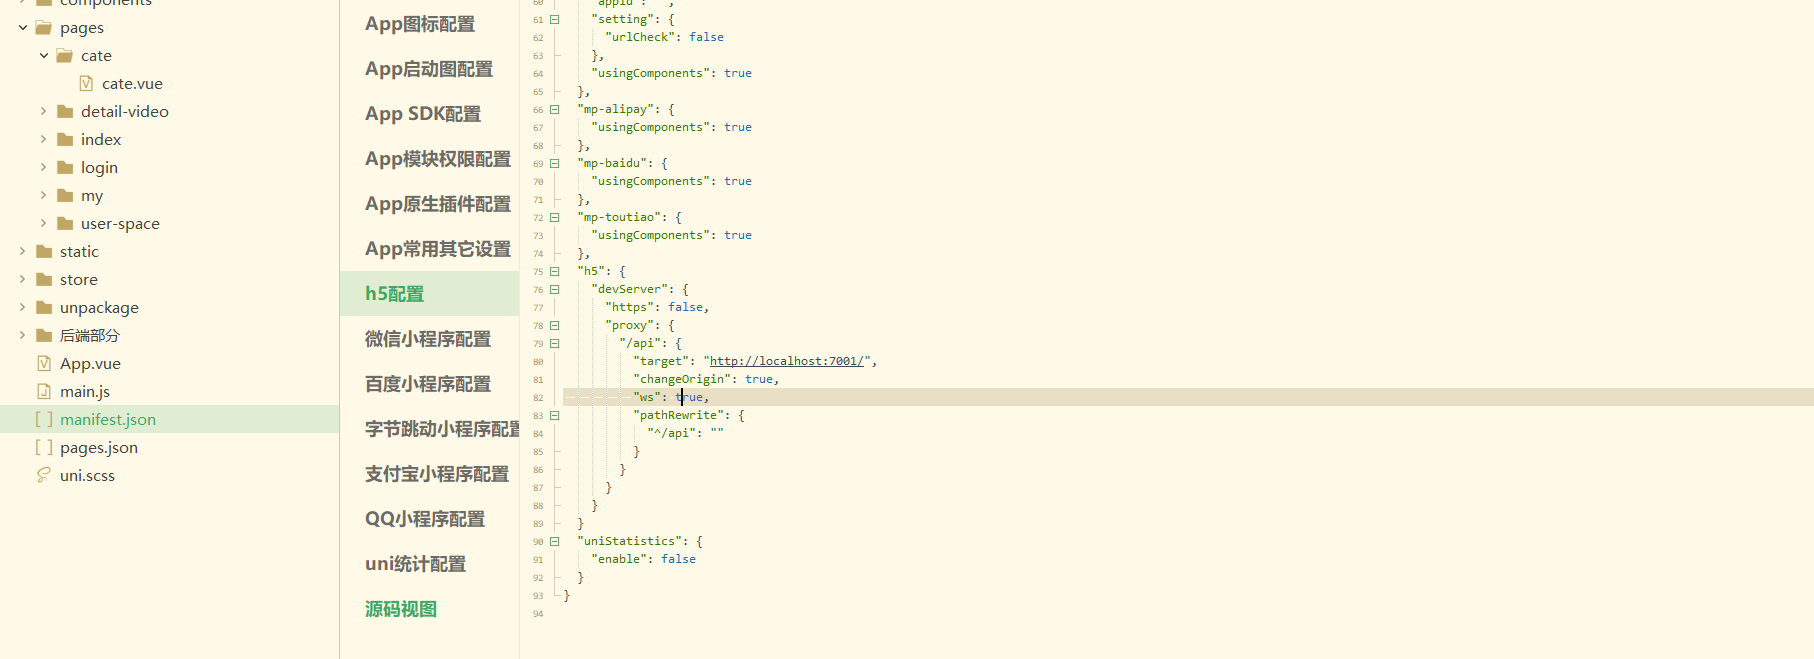 components
pages
cate
cate.vue
detail-video
index
login
my
user-space
static
store
unpackage
后端部分
App.vue
main.js
manifest.json
pages.json
uni.scss
App图标配置
App启动图配置
App SDK配置
App模块权限配置
App原生插件配置
App常用其它设置
h5配置
微信小程序配置
百度小程序配置
字节跳动小程序配置
支付宝小程序配置
QQ小程序配置
uni统计配置
源码视图
60 "appid": "",
61 "setting": {
62 "urlCheck": false
63 },
64 "usingComponents": true
65 },
66 "mp-alipay": {
67 "usingComponents": true
68 },
69 "mp-baidu": {
70 "usingComponents": true
71 },
72 "mp-toutiao": {
73 "usingComponents": true
74 },
75 "h5": {
76 "devServer": {
77 "https": false,
78 "proxy": {
79 "/api": {
80 "target": "http://localhost:7001/",
81 "changeOrigin": true,
82 "ws": true,
83 "pathRewrite": {
84 "^/api": ""
85 }
86 }
87 }
88 }
89 }
90 "uniStatistics": {
91 "enable": false
92 }
93 }
94